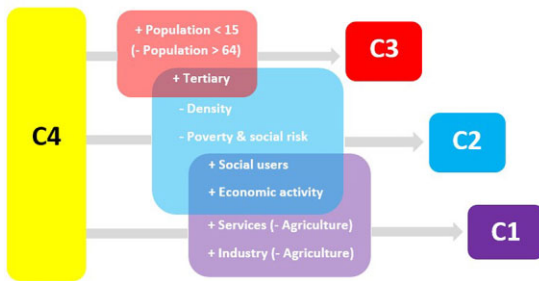 + Population < 15
(- Population > 64)
C3
+ Tertiary
- Density
C4
- Poverty & social risk
C2
+ Social users
+ Economic activity
+ Services (- Agriculture)
C1
+ Industry (- Agriculture)